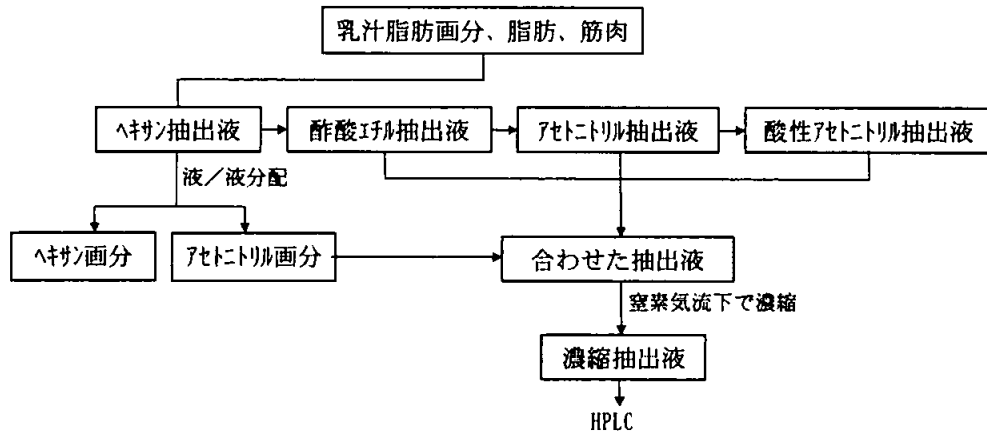 乳汁脂肪画分、脂肪、筋肉
ﾍｷｻﾝ抽出液
酢酸ｴﾁﾙ抽出液
ｱｾﾄﾆﾄﾘﾙ抽出液
酸性ｱｾﾄﾆﾄﾘﾙ抽出液
液／液分配
ﾍｷｻﾝ画分
ｱｾﾄﾆﾄﾘﾙ画分
合わせた抽出液
窒素気流下で濃縮
濃縮抽出液
HPLC